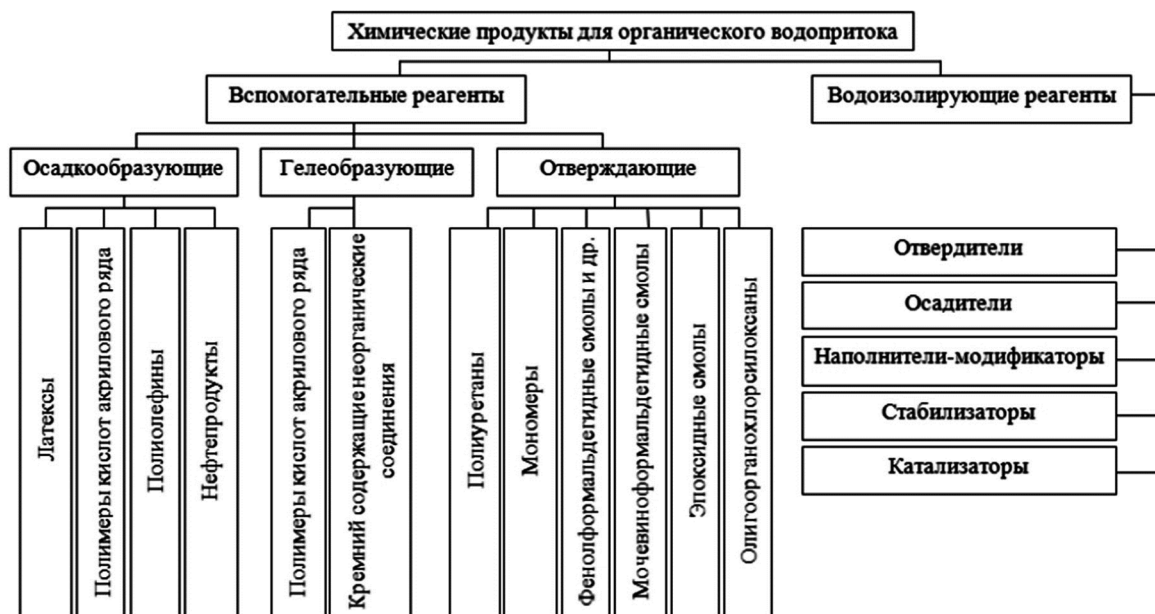 Химические продукты для органического водопритока
Вспомогательные реагенты
Водоизолирующие реагенты
Осадкообразующие
Гелеобразующие
Отверждающие
Латексы
Полимеры кислот акрилового ряда
Полиолефины
Нефтепродукты
Полимеры кислот акрилового ряда
Кремний содержащие неорганические
соединения
Полиуретаны
Мономеры
Фенолформальдегидные смолы и др.
Мочевиноформальдегидные смолы
Эпоксидные смолы
Олигоорганохлорсилоксаны
Отвердители
Осадители
Наполнители-модификаторы
Стабилизаторы
Катализаторы